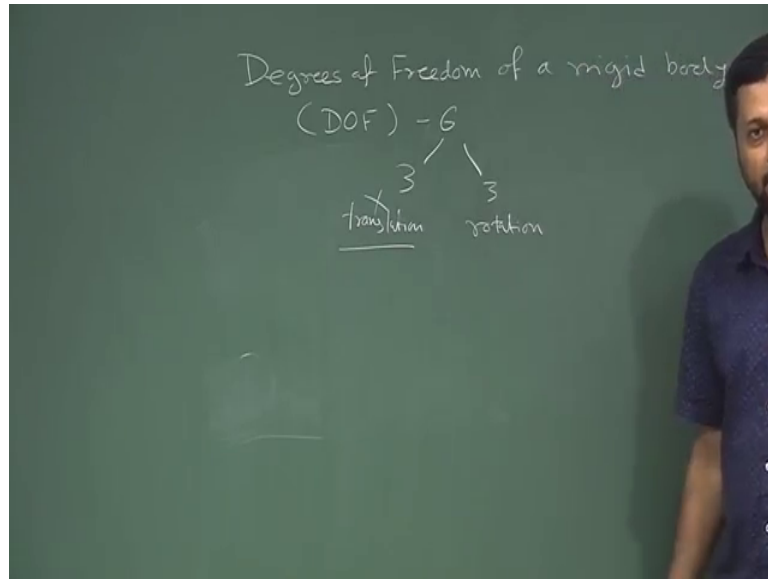 Degrees of Freedom of a rigid body
(DOF) - 6
3 3
translation rotation